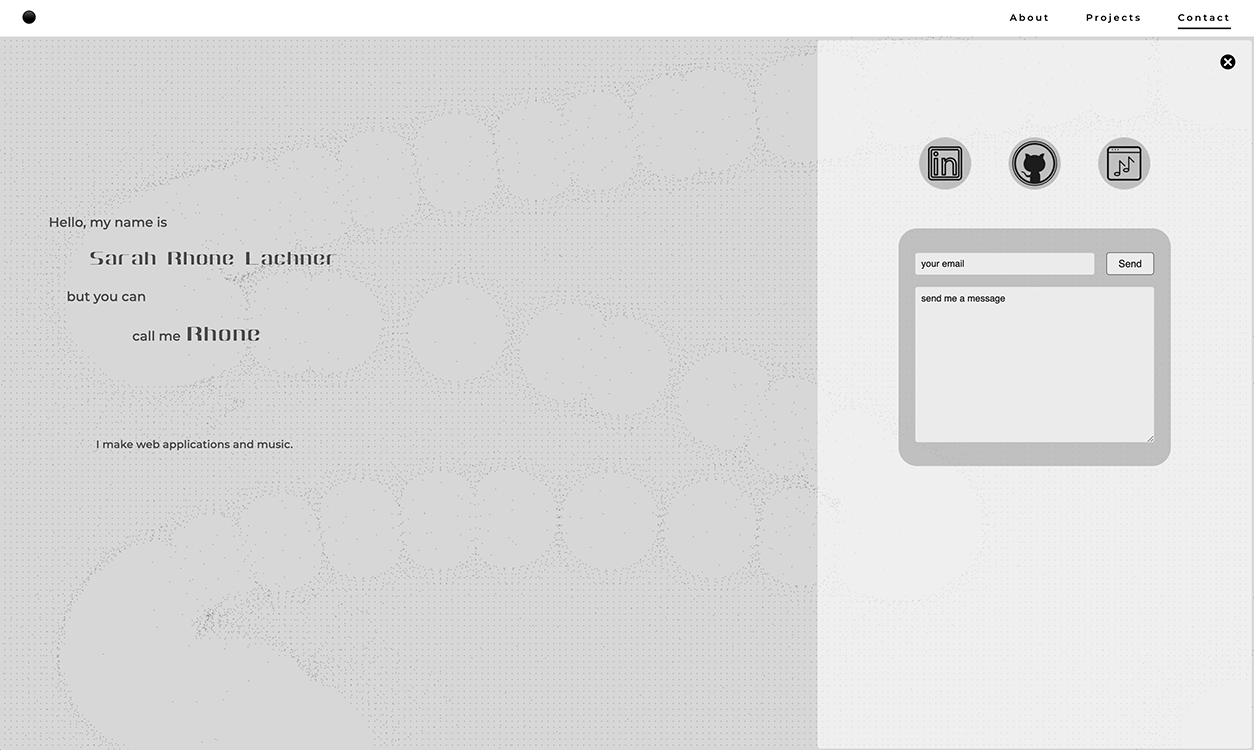 About Projects Contact
in
Hello, my name is
Sarah Rhone Lachner
but you can
call me Rhone
I make web applications and music.
your email
Send
send me a message